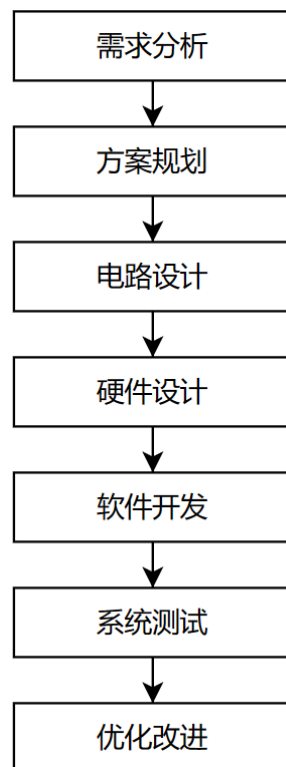 需求分析
方案规划
电路设计
硬件设计
软件开发
系统测试
优化改进